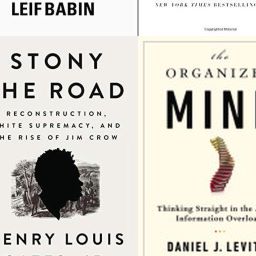 LEIF BABIN
NEW YORK TIMES BESTSELLING
STONY
HE ROAD
RECONSTRUCTION,
HITE SUPREMACY, AND
HE RISE OF JIM CROW
ENRY LOUIS
the
ORGANIZE
MIN
Thinking Straight in the
Information Overlo
DANIEL J. LEVIT